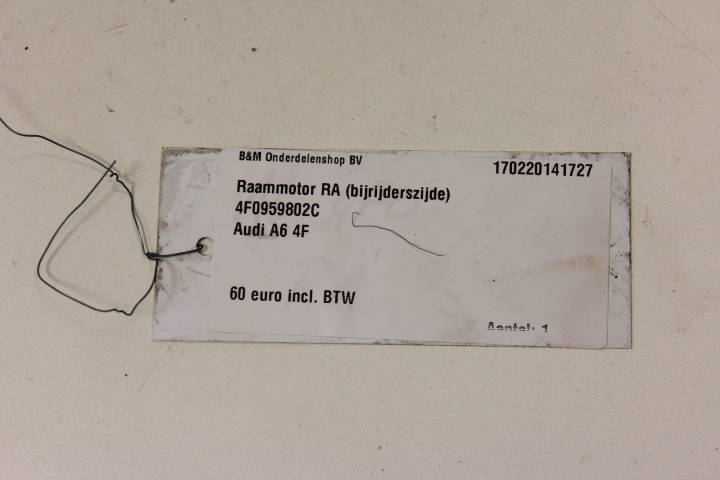 B&M Onderdelenshop BV
170220141727
Raammotor RA (bijrijderszijde)
4F0959802C
Audi A6 4F
60 euro incl. BTW
Aantal: 1